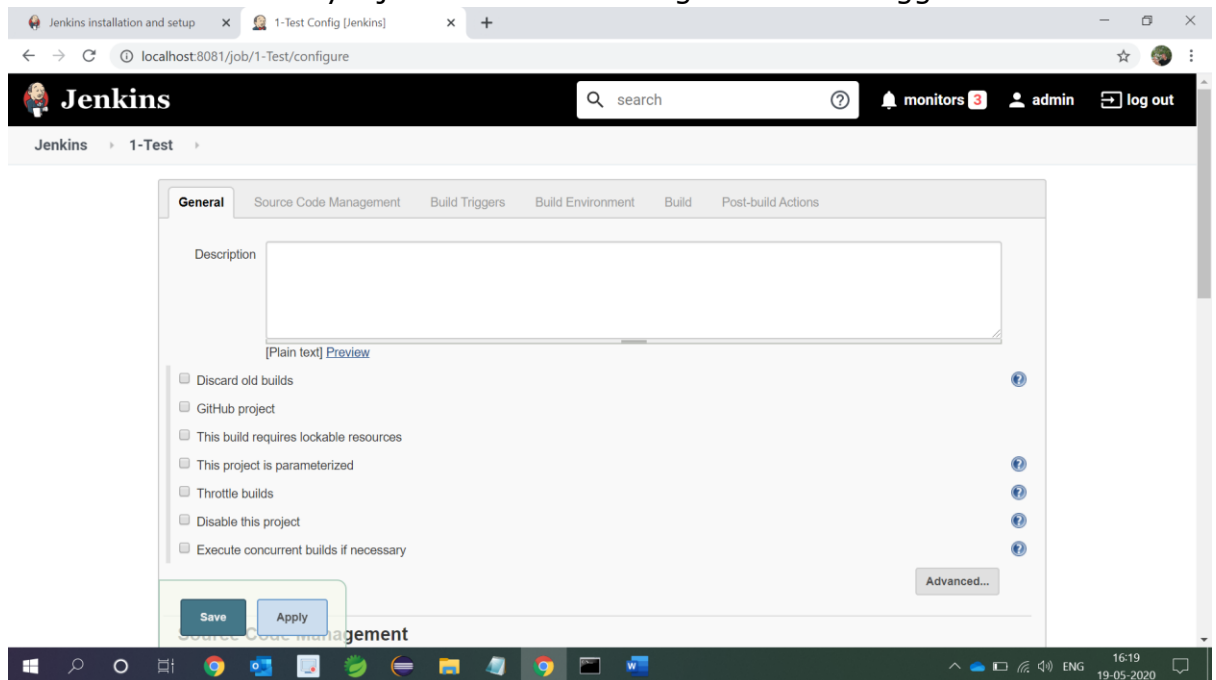 Jenkins installation and setup
1-Test Config [Jenkins]
localhost:8081/job/1-Test/configure
Jenkins
search
monitors 3
admin
log out
Jenkins
1-Test
General
Source Code Management
Build Triggers
Build Environment
Build
Post-build Actions
Description
[Plain text] Preview
Discard old builds
GitHub project
This build requires lockable resources
This project is parameterized
Throttle builds
Disable this project
Execute concurrent builds if necessary
Advanced...
Save
Apply
Source Code Management
ENG
16:19
19-05-2020